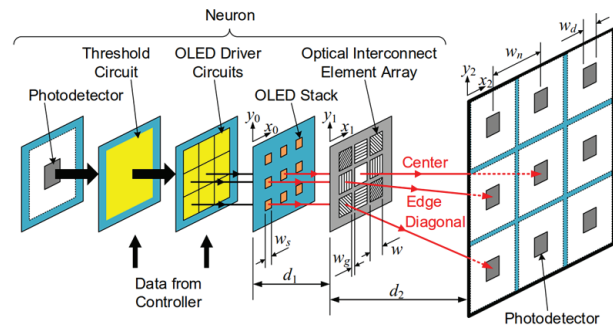 Neuron
Threshold
Circuit
OLED Driver
Circuits
Optical Interconnect
Element Array
Photodetector
OLED Stack
y0
x0
y1
x1
y2
x2
wn
wd
Center
Edge
Diagonal
ws
wg
w
Data from
Controller
d1
d2
Photodetector